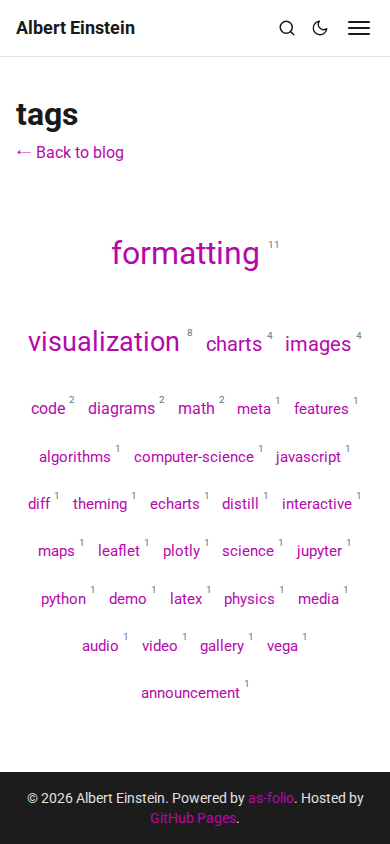 Albert Einstein
tags
← Back to blog
formatting 11
visualization 8 charts 4 images 4
code 2 diagrams 2 math 2 meta 1 features 1
algorithms 1 computer-science 1 javascript 1
diff 1 theming 1 echarts 1 distill 1 interactive 1
maps 1 leaflet 1 plotly 1 science 1 jupyter 1
python 1 demo 1 latex 1 physics 1 media 1
audio 1 video 1 gallery 1 vega 1
announcement 1
© 2026 Albert Einstein. Powered by as-folio. Hosted by
GitHub Pages.